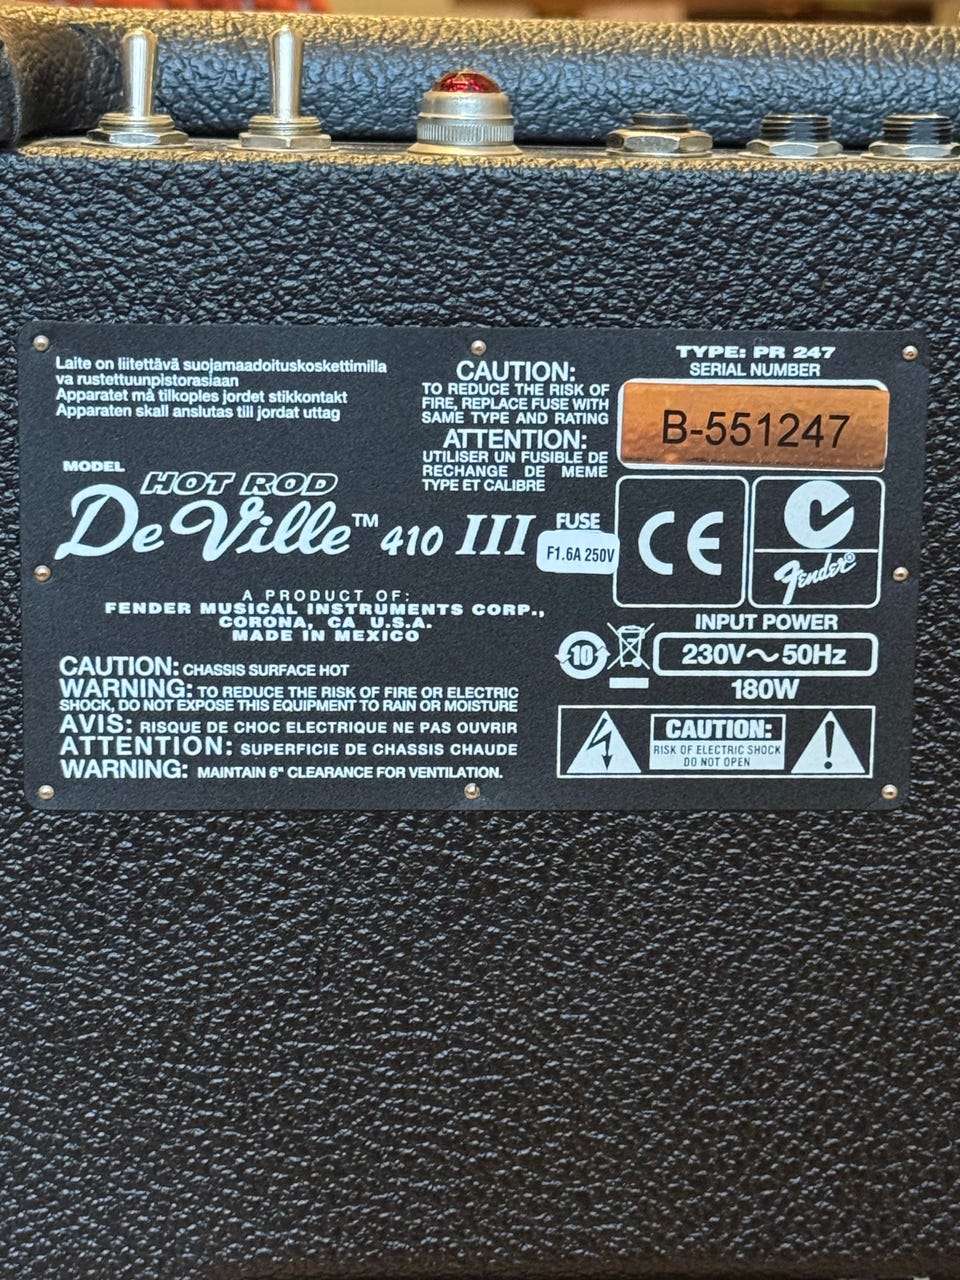 Laite on liitettävä suojamaadoituskoskettimilla
va rustettuunpistorasiaan
Apparatet må tilkoples jordet stikkontakt
Apparaten skall anslutas till jordat uttag
MODEL
HOT ROD
De Ville™ 410 III
A PRODUCT OF:
FENDER MUSICAL INSTRUMENTS CORP.,
CORONA, CA U.S.A.
MADE IN MEXICO
CAUTION: CHASSIS SURFACE HOT
WARNING: TO REDUCE THE RISK OF FIRE OR ELECTRIC
SHOCK, DO NOT EXPOSE THIS EQUIPMENT TO RAIN OR MOISTURE
AVIS: RISQUE DE CHOC ELECTRIQUE NE PAS OUVRIR
ATTENTION: SUPERFICIE DE CHASSIS CHAUDE
WARNING: MAINTAIN 6" CLEARANCE FOR VENTILATION.
CAUTION:
TO REDUCE THE RISK OF
FIRE, REPLACE FUSE WITH
SAME TYPE AND RATING
ATTENTION:
UTILISER UN FUSIBLE DE
RECHANGE DE MEME
TYPE ET CALIBRE
FUSE
F1.6A 250V
TYPE: PR 247
SERIAL NUMBER
B-551247
CE
Fender®
INPUT POWER
10
230V~50Hz
180W
CAUTION:
RISK OF ELECTRIC SHOCK
DO NOT OPEN